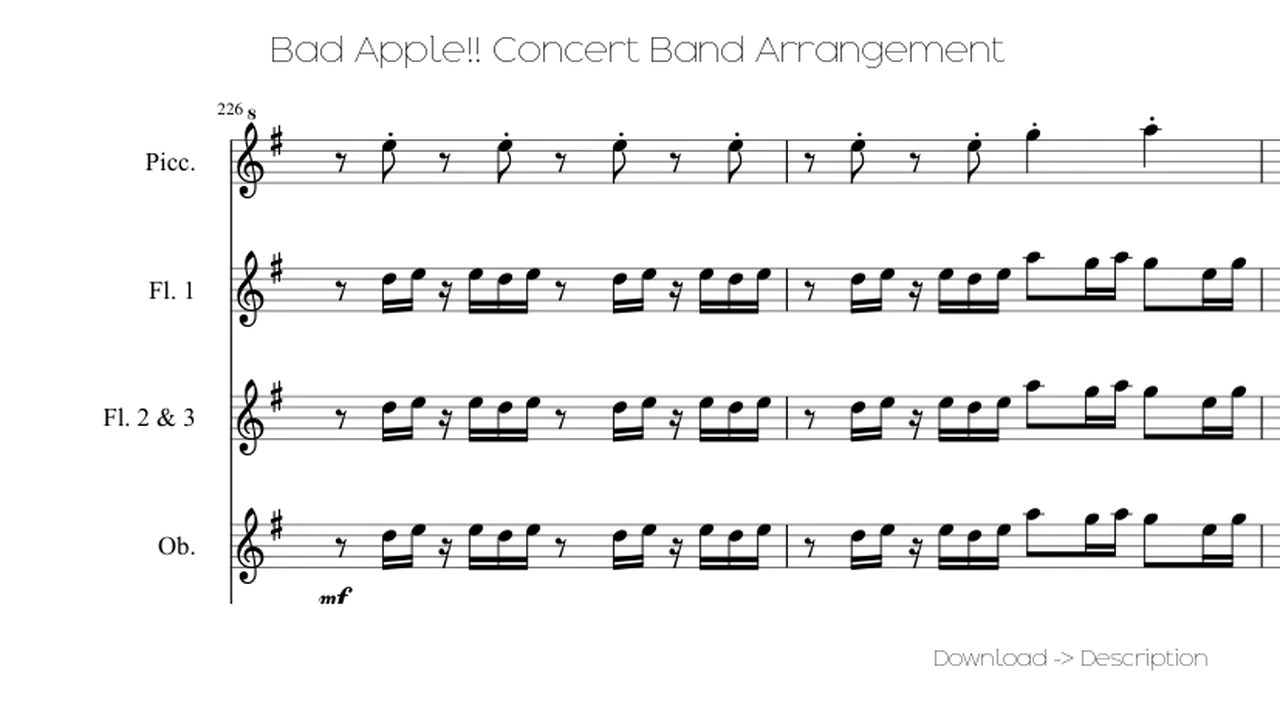 Bad Apple!! Concert Band Arrangement
226
8
Picc.
Fl. 1
Fl. 2 & 3
Ob.
mf
Download -> Description